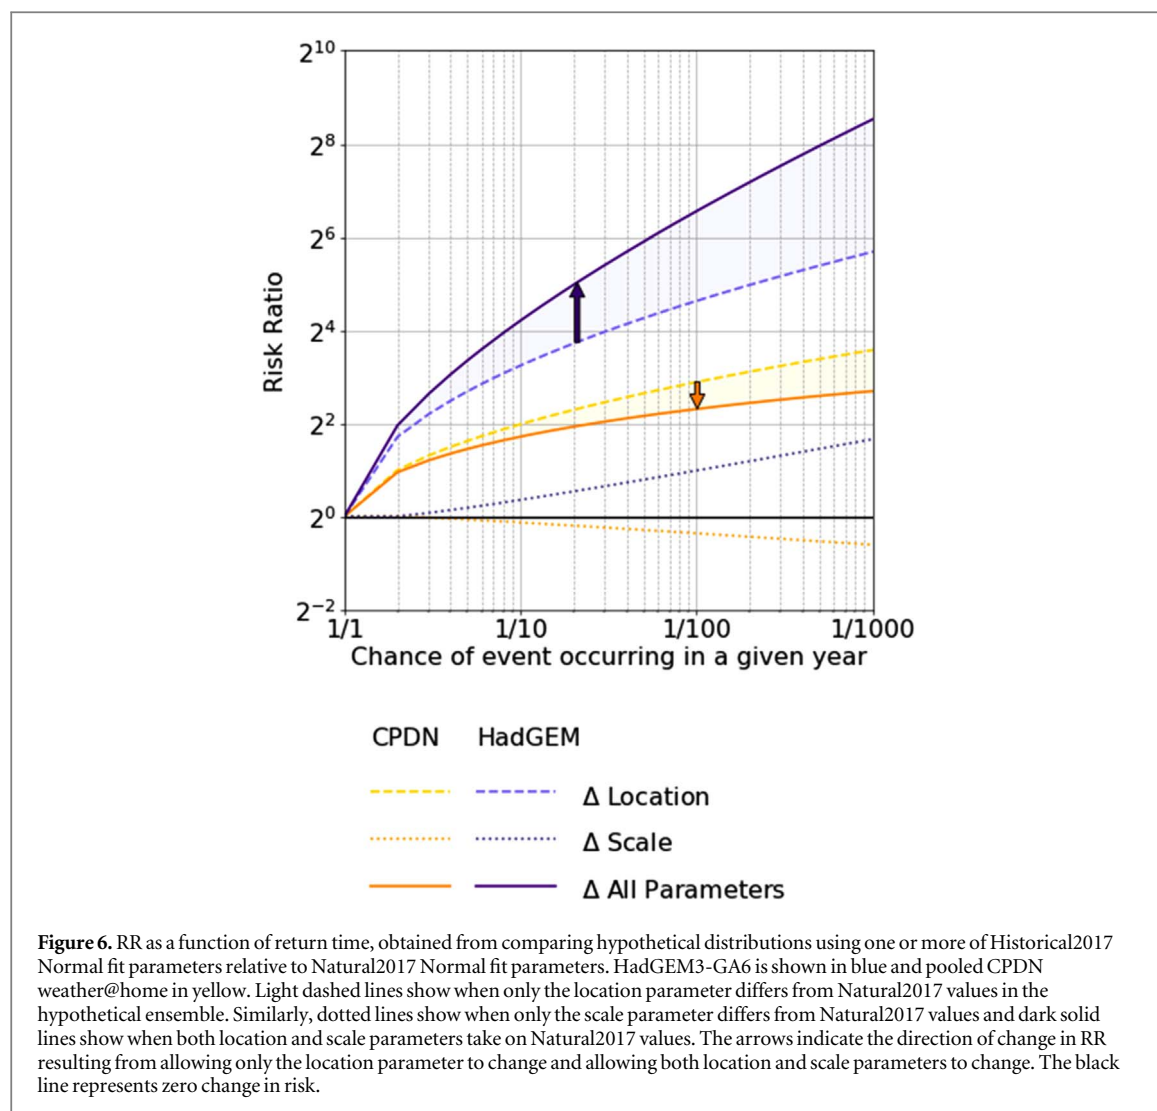 2^10
2^8
2^6
2^4
2^2
2^0
2^−2
Risk Ratio
1/1 1/10 1/100 1/1000
Chance of event occurring in a given year
CPDN HadGEM
Δ Location
Δ Scale
Δ All Parameters
Figure 6. RR as a function of return time, obtained from comparing hypothetical distributions using one or more of Historical2017
Normal fit parameters relative to Natural2017 Normal fit parameters. HadGEM3-GA6 is shown in blue and pooled CPDN
weather@home in yellow. Light dashed lines show when only the location parameter differs from Natural2017 values in the
hypothetical ensemble. Similarly, dotted lines show when only the scale parameter differs from Natural2017 values and dark solid
lines show when both location and scale parameters take on Natural2017 values. The arrows indicate the direction of change in RR
resulting from allowing only the location parameter to change and allowing both location and scale parameters to change. The black
line represents zero change in risk.